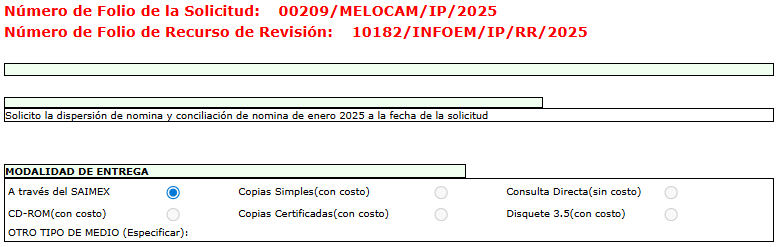 Número de Folio de la Solicitud: 00209/MELOCAM/IP/2025
Número de Folio de Recurso de Revisión: 10182/INFOEM/IP/RR/2025
Solicito la dispersión de nomina y conciliación de nomina de enero 2025 a la fecha de la solicitud
MODALIDAD DE ENTREGA
A través del SAIMEX Copias Simples(con costo) Consulta Directa(sin costo)
CD-ROM(con costo) Copias Certificadas(con costo) Disquete 3.5(con costo)
OTRO TIPO DE MEDIO (Especificar):